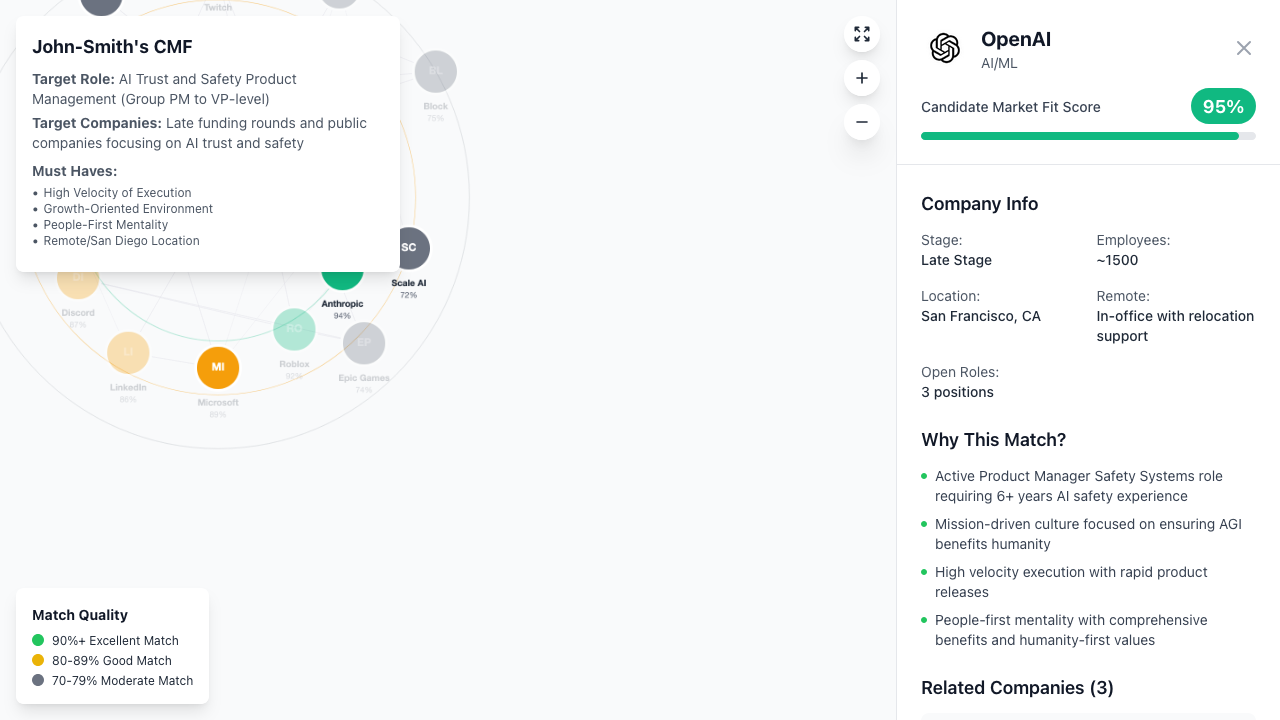 Twitch
John-Smith's CMF
Target Role: AI Trust and Safety Product
Management (Group PM to VP-level)
Target Companies: Late funding rounds and public
companies focusing on AI trust and safety
Must Haves:
• High Velocity of Execution
• Growth-Oriented Environment
• People-First Mentality
• Remote/San Diego Location
BL
Block
75%
SC
Scale AI
72%
Anthropic
94%
DI
Discord
87%
RO
Roblox
92%
EP
Epic Games
74%
LI
LinkedIn
MI
Microsoft
89%
Match Quality
90%+ Excellent Match
80-89% Good Match
70-79% Moderate Match
OpenAI
AI/ML
Candidate Market Fit Score
95%
Company Info
Stage:
Late Stage
Employees:
~1500
Location:
San Francisco, CA
Remote:
In-office with relocation
support
Open Roles:
3 positions
Why This Match?
Active Product Manager Safety Systems role
requiring 6+ years AI safety experience
Mission-driven culture focused on ensuring AGI
benefits humanity
High velocity execution with rapid product
releases
People-first mentality with comprehensive
benefits and humanity-first values
Related Companies (3)